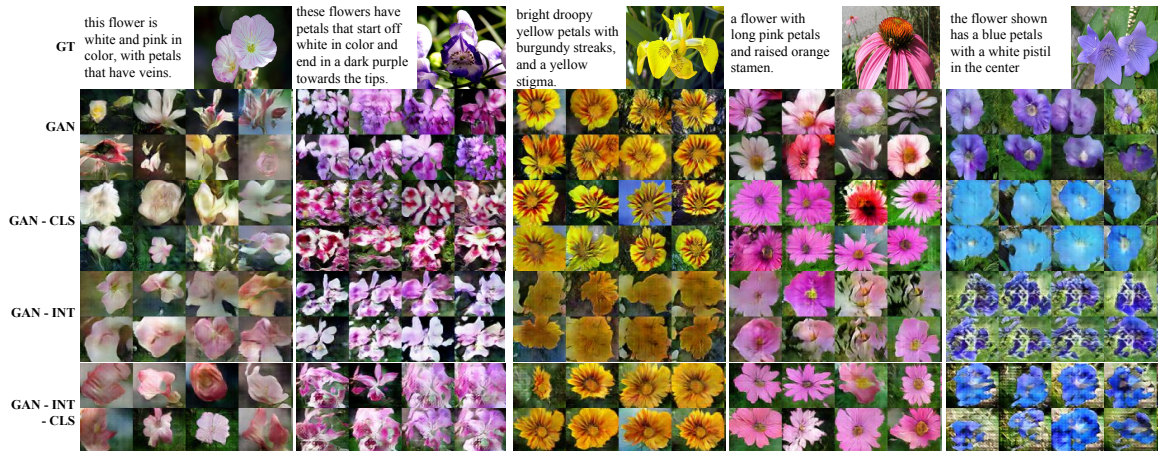 GT
this flower is
white and pink in
color, with petals
that have veins.
these flowers have
petals that start off
white in color and
end in a dark purple
towards the tips.
bright droopy
yellow petals with
burgundy streaks,
and a yellow
stigma.
a flower with
long pink petals
and raised orange
stamen.
the flower shown
has a blue petals
with a white pistil
in the center
GAN
GAN - CLS
GAN - INT
GAN - INT
- CLS